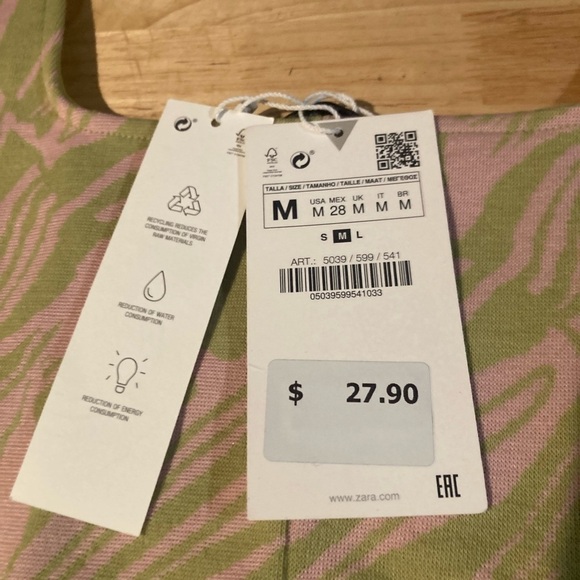 RECYCLING REDUCES THE
CONSUMPTION OF VIRGIN
RAW MATERIALS
REDUCTION OF WATER
CONSUMPTION
REDUCTION OF ENERGY
CONSUMPTION
FSC
TALLA / SIZE / TAMANHO / TAILLE / MAAT / ΜΕΓΕΘΟΣ
M USA M MEX 28 UK M IT M BR M
S M L
ART.: 5039 / 599 / 541
05039599541033
$ 27.90
www.zara.com
EAC